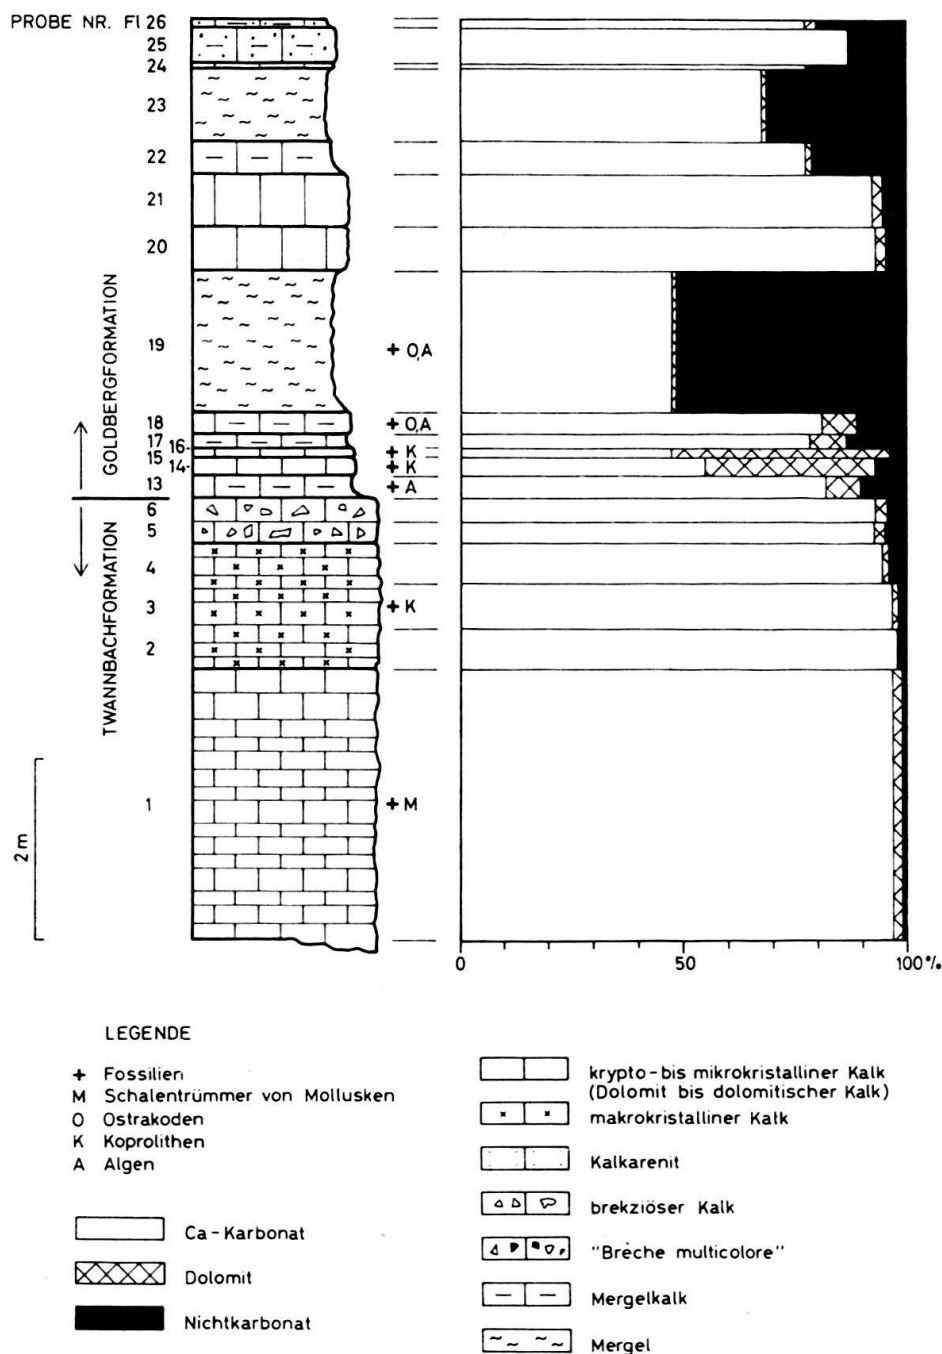 PROBE NR. Fl 26
25
24
23
22
21
20
19
18
17
16
15
14
13
6
5
4
3
2
1
GOLDBERGFORMATION
TWANNBACHFORMATION
2m
+ O,A
+ O,A
+ K
+ K
+ A
+ K
+ M
0 50 100%
LEGENDE
+ Fossilien
M Schalentrümmer von Mollusken
O Ostrakoden
K Koprolithen
A Algen
Ca-Karbonat
Dolomit
Nichtkarbonat
krypto-bis mikrokristalliner Kalk
(Dolomit bis dolomitischer Kalk)
makrokristalliner Kalk
Kalkarenit
brekziöser Kalk
"Brèche multicolore"
Mergelkalk
Mergel